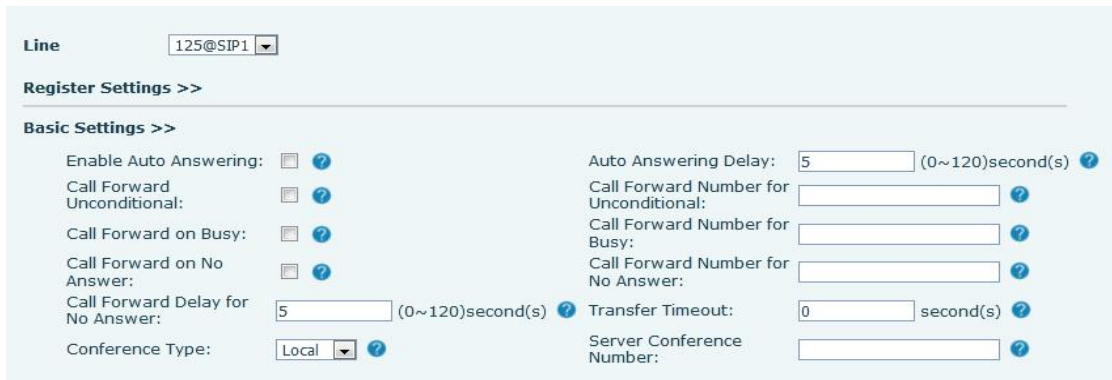 Line 125@SIP1
Register Settings >>
Basic Settings >>
Enable Auto Answering: ? Auto Answering Delay: 5 (0~120)second(s) ?
Call Forward Unconditional: ? Call Forward Number for Unconditional: ?
Call Forward on Busy: ? Call Forward Number for Busy: ?
Call Forward on No Answer: ? Call Forward Number for No Answer: ?
Call Forward Delay for No Answer: 5 (0~120)second(s) ? Transfer Timeout: 0 second(s) ?
Conference Type: Local ? Server Conference Number: ?